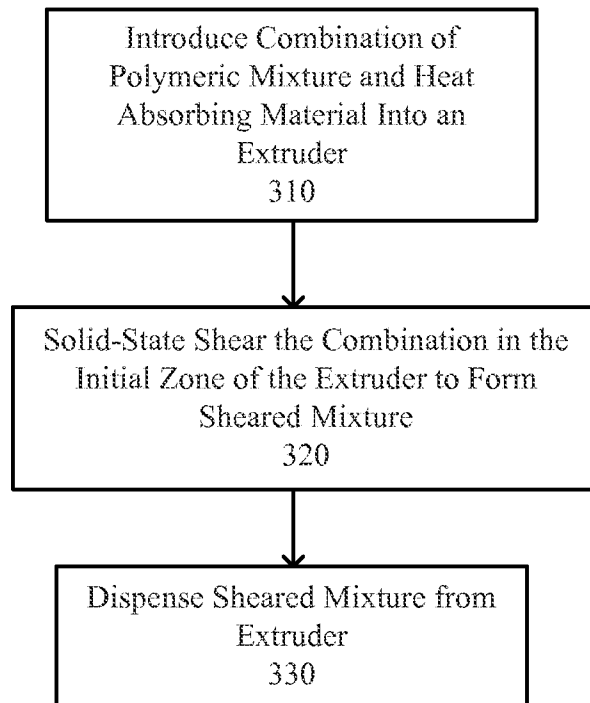 Introduce Combination of
Polymeric Mixture and Heat
Absorbing Material Into an
Extruder
310
Solid-State Shear the Combination in the
Initial Zone of the Extruder to Form
Sheared Mixture
320
Dispense Sheared Mixture from
Extruder
330